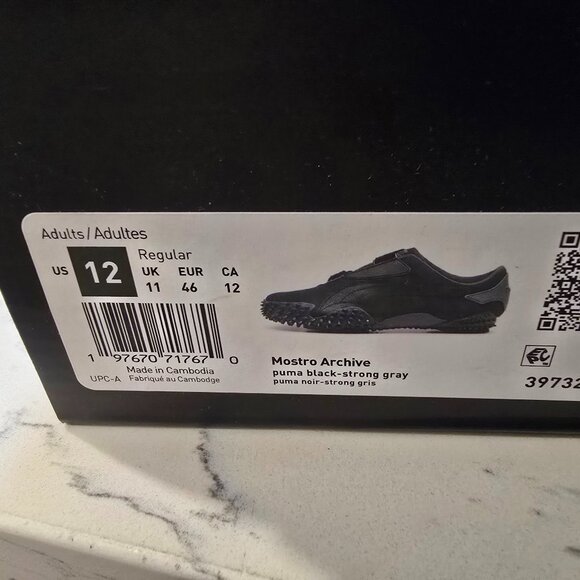 Adults/Adultes
Regular
US 12 UK EUR CA
11 46 12
1 97670 71767 0
Made in Cambodia
UPC-A Fabriqué au Cambodge
Mostro Archive
puma black-strong gray
puma noir-strong gris
39732